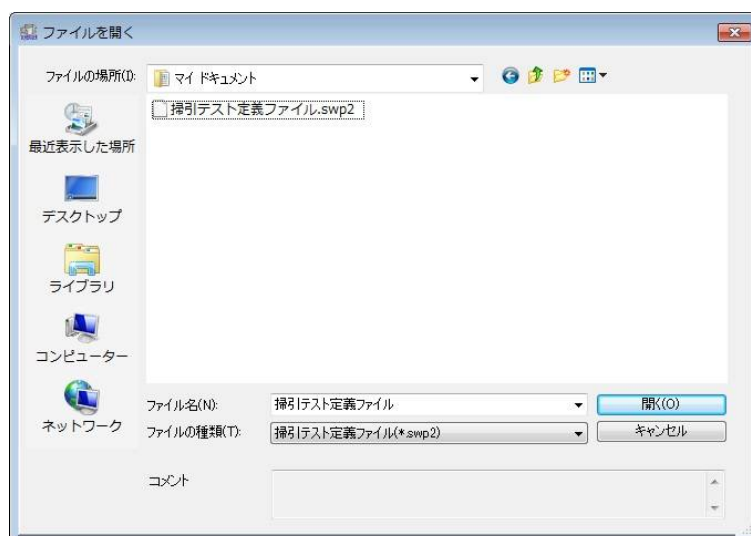 ファイルを開く
ファイルの場所(I):
マイ ドキュメント
掃引テスト定義ファイル.swp2
最近表示した場所
デスクトップ
ライブラリ
コンピューター
ネットワーク
ファイル名(N):
掃引テスト定義ファイル
開く(O)
ファイルの種類(T):
掃引テスト定義ファイル(*.swp2)
キャンセル
コメント